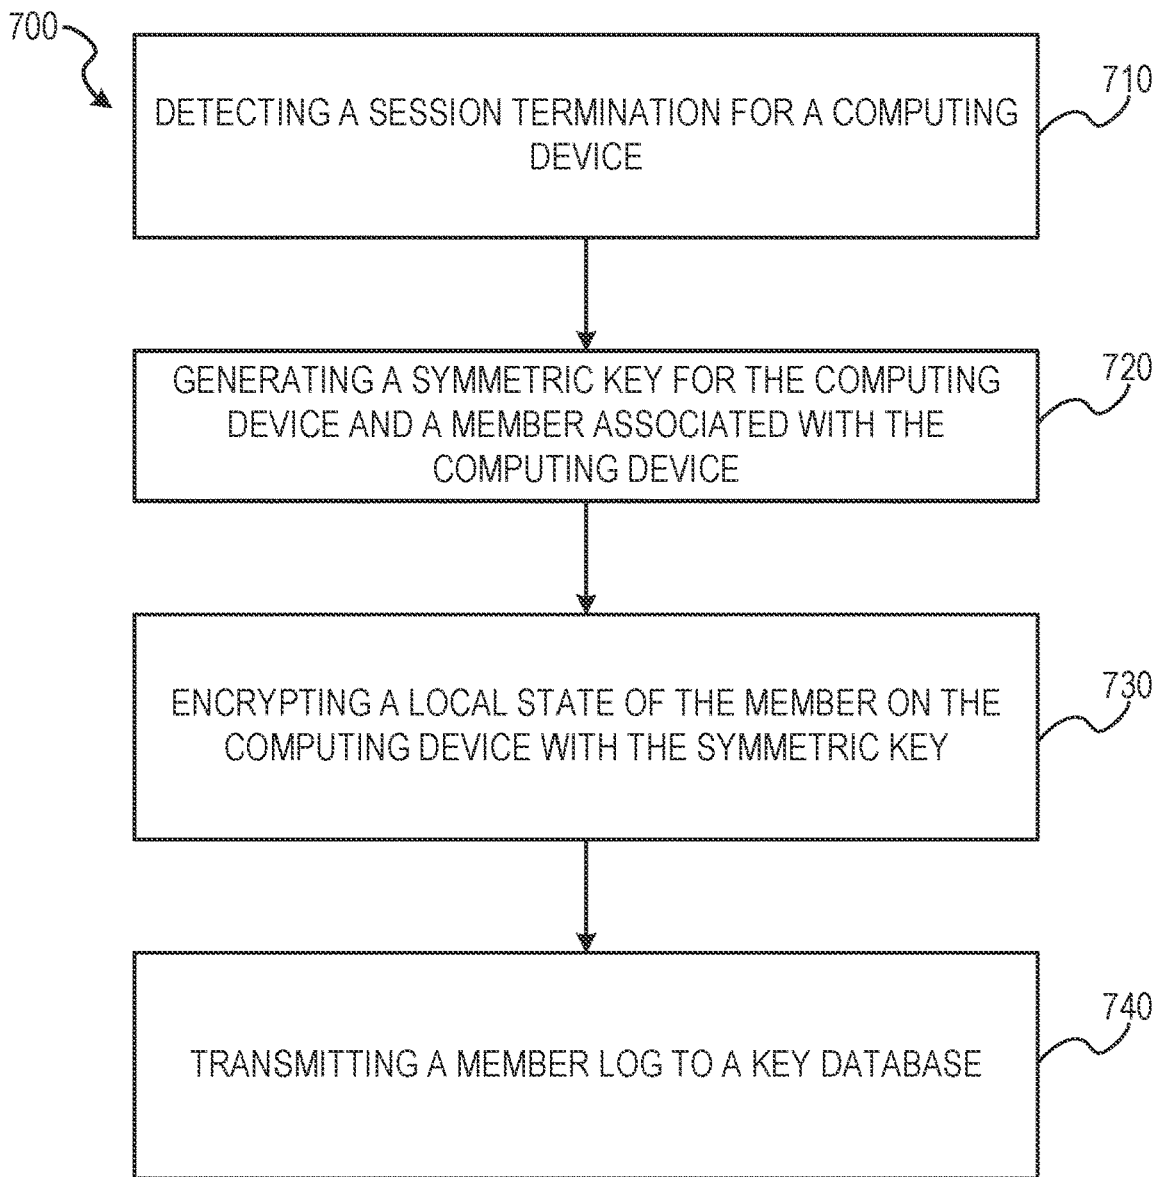 700
DETECTING A SESSION TERMINATION FOR A COMPUTING
DEVICE
710
GENERATING A SYMMETRIC KEY FOR THE COMPUTING
DEVICE AND A MEMBER ASSOCIATED WITH THE
COMPUTING DEVICE
720
ENCRYPTING A LOCAL STATE OF THE MEMBER ON THE
COMPUTING DEVICE WITH THE SYMMETRIC KEY
730
TRANSMITTING A MEMBER LOG TO A KEY DATABASE
740